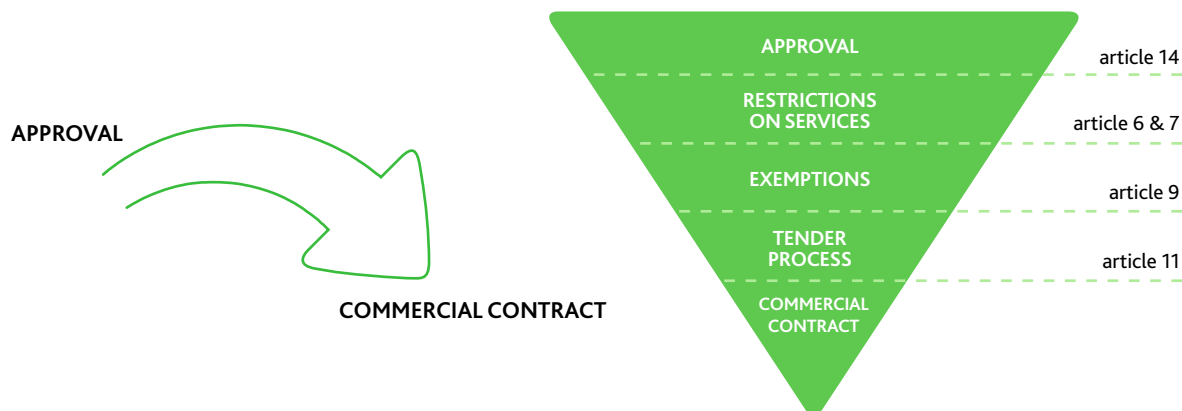 APPROVAL
COMMERCIAL CONTRACT
APPROVAL
article 14
RESTRICTIONS
ON SERVICES
article 6 & 7
EXEMPTIONS
article 9
TENDER
PROCESS
article 11
COMMERCIAL
CONTRACT